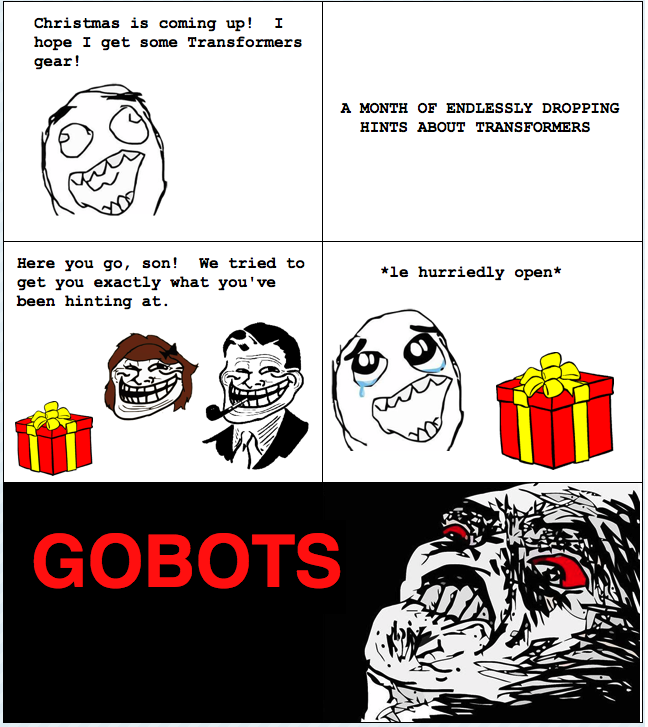 Christmas is coming up!  I
hope I get some Transformers
gear!
A MONTH OF ENDLESSLY DROPPING
HINTS ABOUT TRANSFORMERS
Here you go, son!  We tried to
get you exactly what you've
been hinting at.
*le hurriedly open*
GOBOTS